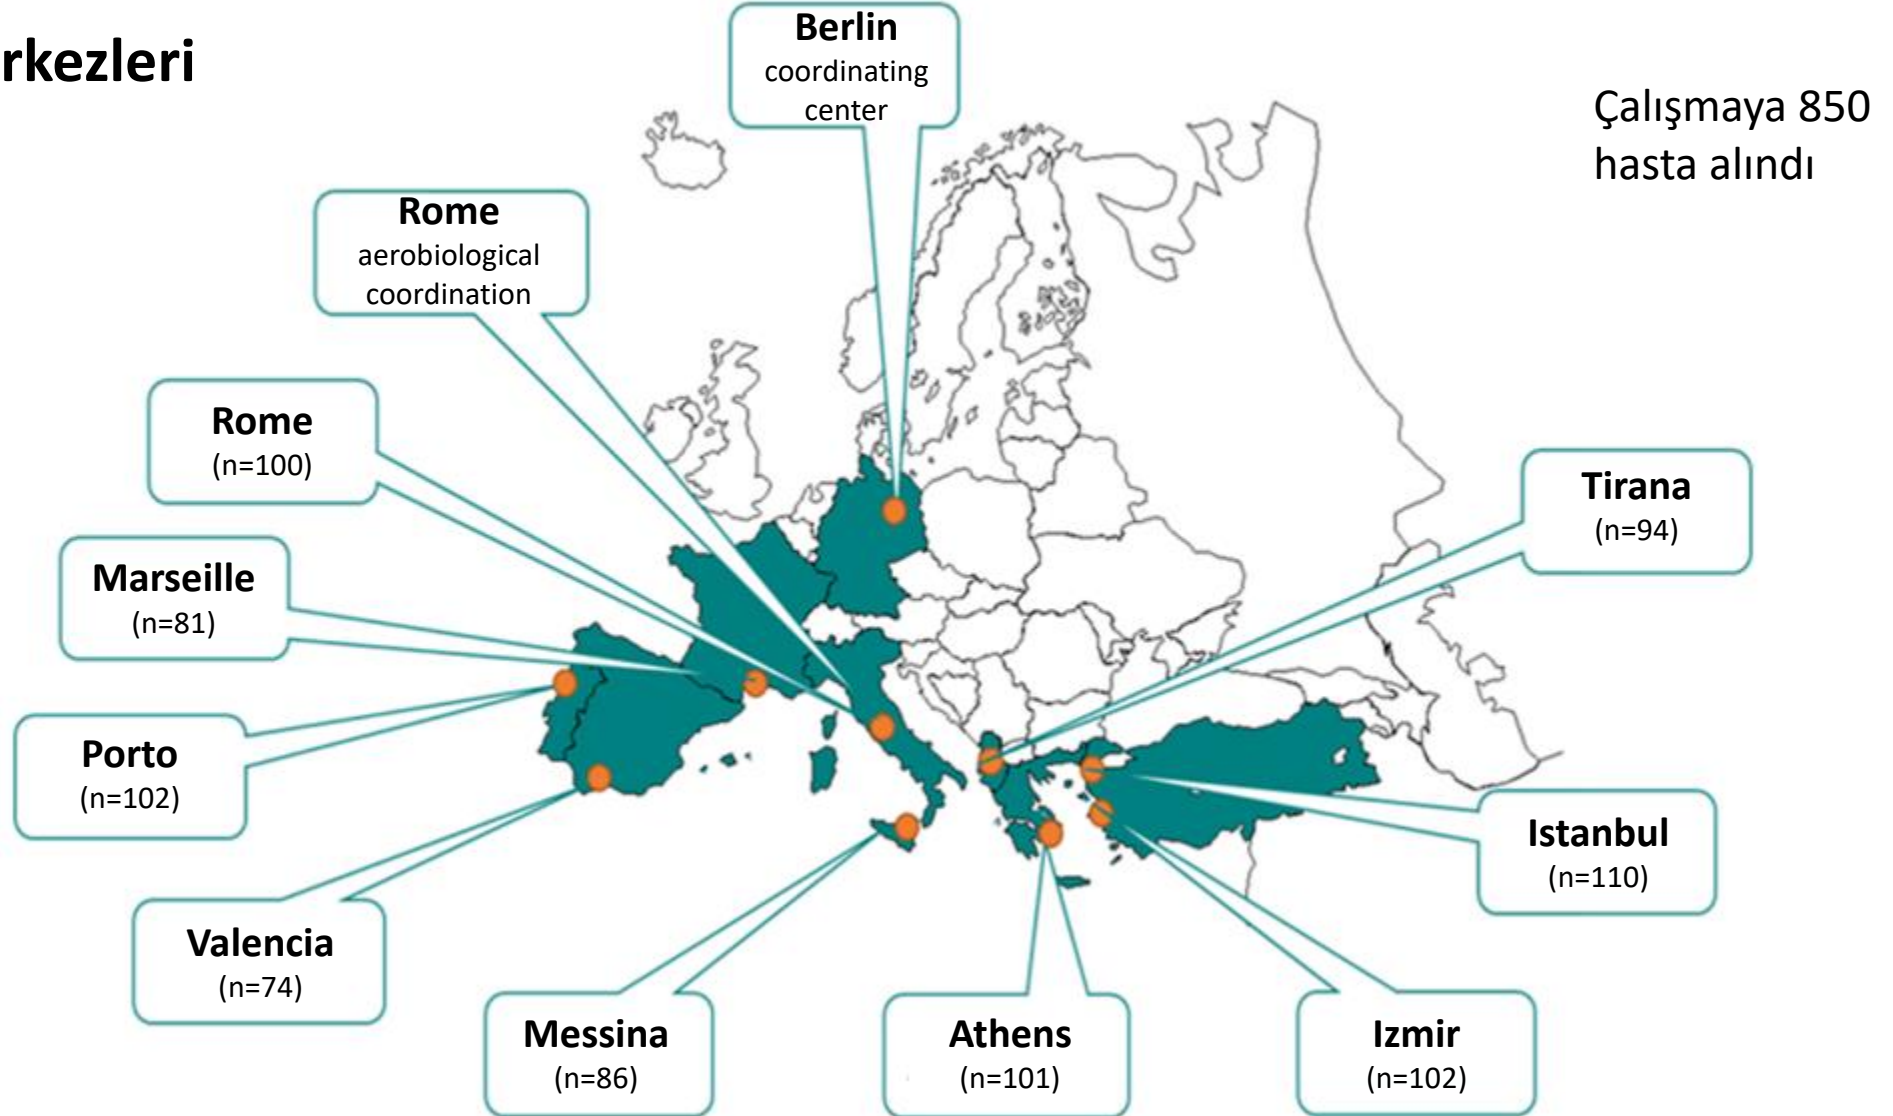 rkezleri
Berlin
coordinating
center
Çalışmaya 850
hasta alındı
Rome
aerobiological
coordination
Rome
(n=100)
Marseille
(n=81)
Porto
(n=102)
Valencia
(n=74)
Messina
(n=86)
Athens
(n=101)
Izmir
(n=102)
Istanbul
(n=110)
Tirana
(n=94)